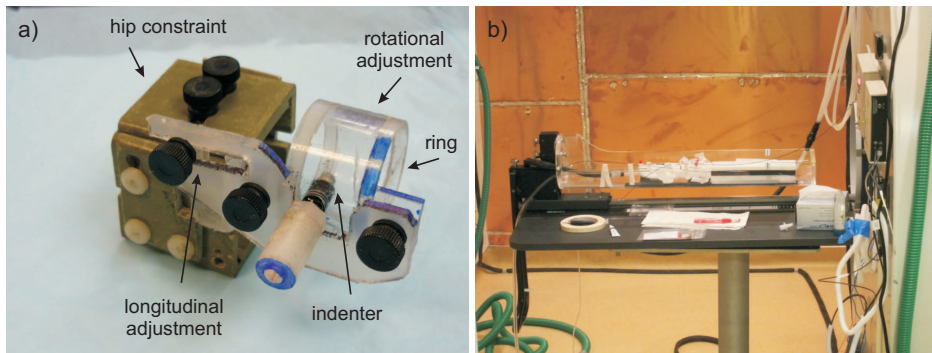 a)
hip constraint
rotational
adjustment
ring
longitudinal
adjustment
indenter
b)